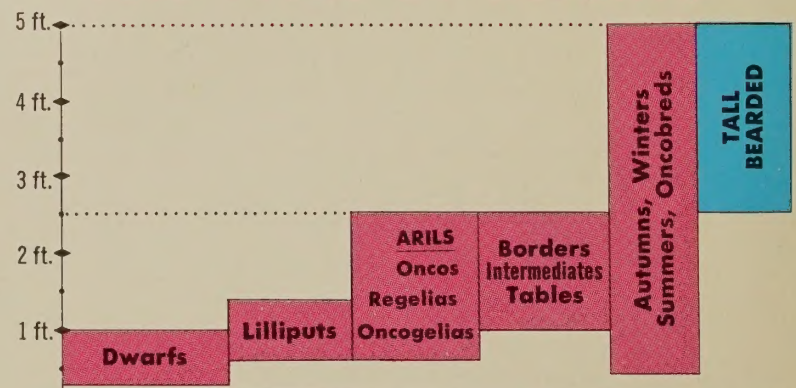 5 ft.
4 ft.
3 ft.
2 ft.
1 ft.
Dwarfs
Lilliputs
ARILS
Oncos
Regelias
Oncogelias
Borders
Intermediates
Tables
Autumns, Winters
Summers, Oncobreds
TALL
BEARDED